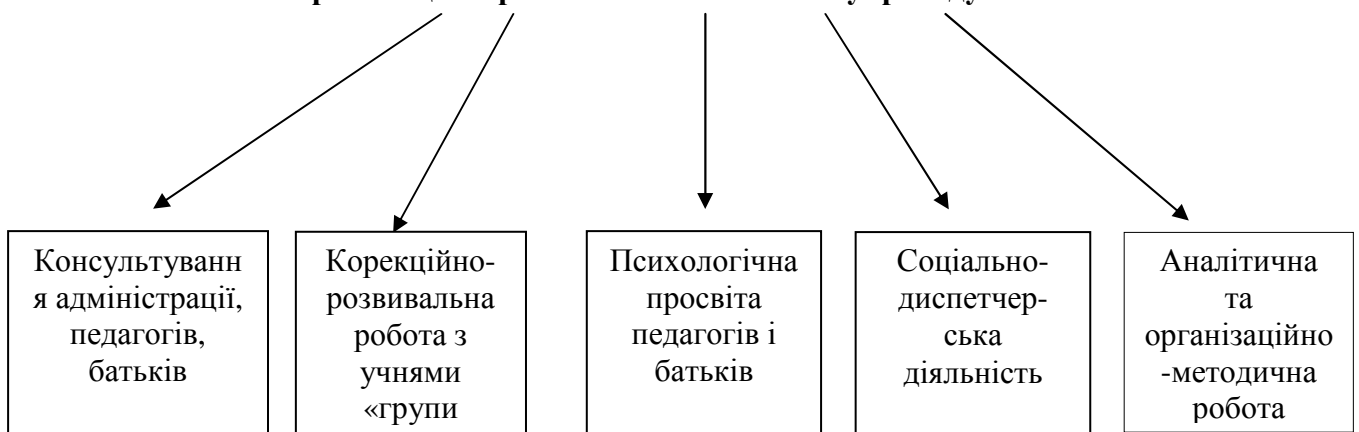 Консультуванн
я адміністрації,
педагогів,
батьків
Корекційно-
розвивальна
робота з
учнями
«групи
Психологічна
просвіта
педагогів і
батьків
Соціально-
диспетчер-
ська
діяльність
Аналітична
та
організаційно
-методична
робота